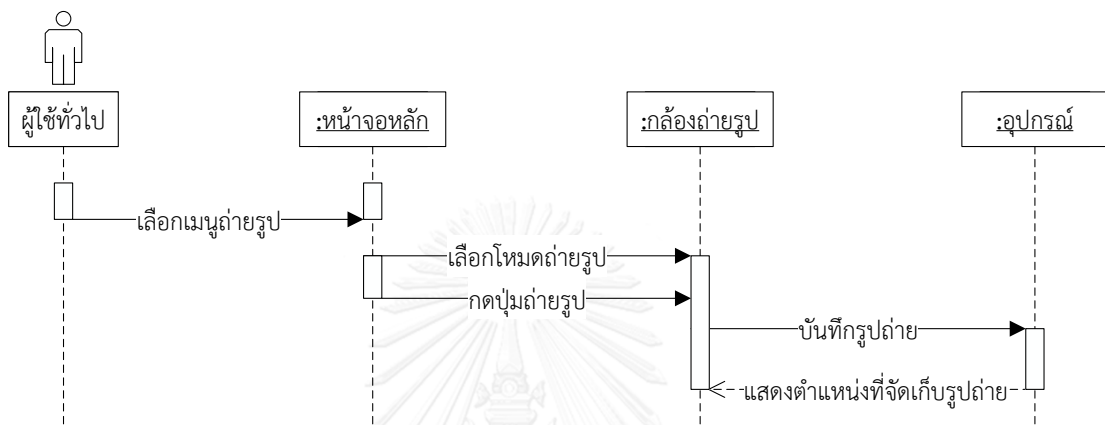 ผู้ใช้ทั่วไป
:หน้าจอหลัก
:กล้องถ่ายรูป
:อุปกรณ์
เลือกเมนูถ่ายรูป
เลือกโหมดถ่ายรูป
กดปุ่มถ่ายรูป
บันทึกรูปถ่าย
แสดงตำแหน่งที่จัดเก็บรูปถ่าย